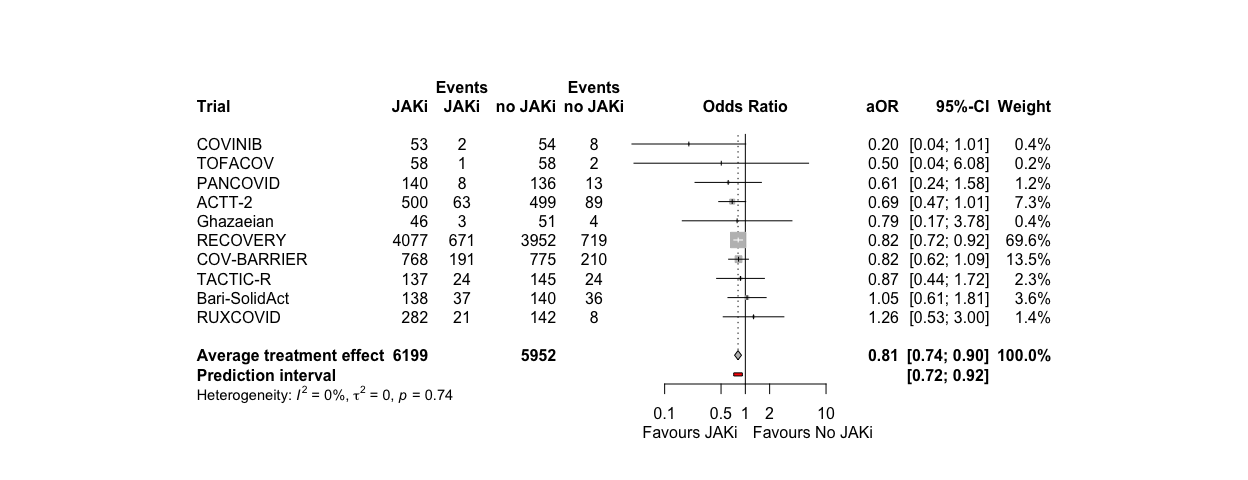 Events Events
Trial JAKi JAKi no JAKi no JAKi Odds Ratio aOR 95%-CI Weight
COVINIB 53 2 54 8 0.20 [0.04; 1.01] 0.4%
TOFACOV 58 1 58 2 0.50 [0.04; 6.08] 0.2%
PANCOVID 140 8 136 13 0.61 [0.24; 1.58] 1.2%
ACTT-2 500 63 499 89 0.69 [0.47; 1.01] 7.3%
Ghazaeian 46 3 51 4 0.79 [0.17; 3.78] 0.4%
RECOVERY 4077 671 3952 719 0.82 [0.72; 0.92] 69.6%
COV-BARRIER 768 191 775 210 0.82 [0.62; 1.09] 13.5%
TACTIC-R 137 24 145 24 0.87 [0.44; 1.72] 2.3%
Bari-SolidAct 138 37 140 36 1.05 [0.61; 1.81] 3.6%
RUXCOVID 282 21 142 8 1.26 [0.53; 3.00] 1.4%
Average treatment effect 6199 5952 0.81 [0.74; 0.90] 100.0%
Prediction interval [0.72; 0.92]
Heterogeneity: I² = 0%, τ² = 0, p = 0.74
0.1 0.5 1 2 10
Favours JAKi Favours No JAKi